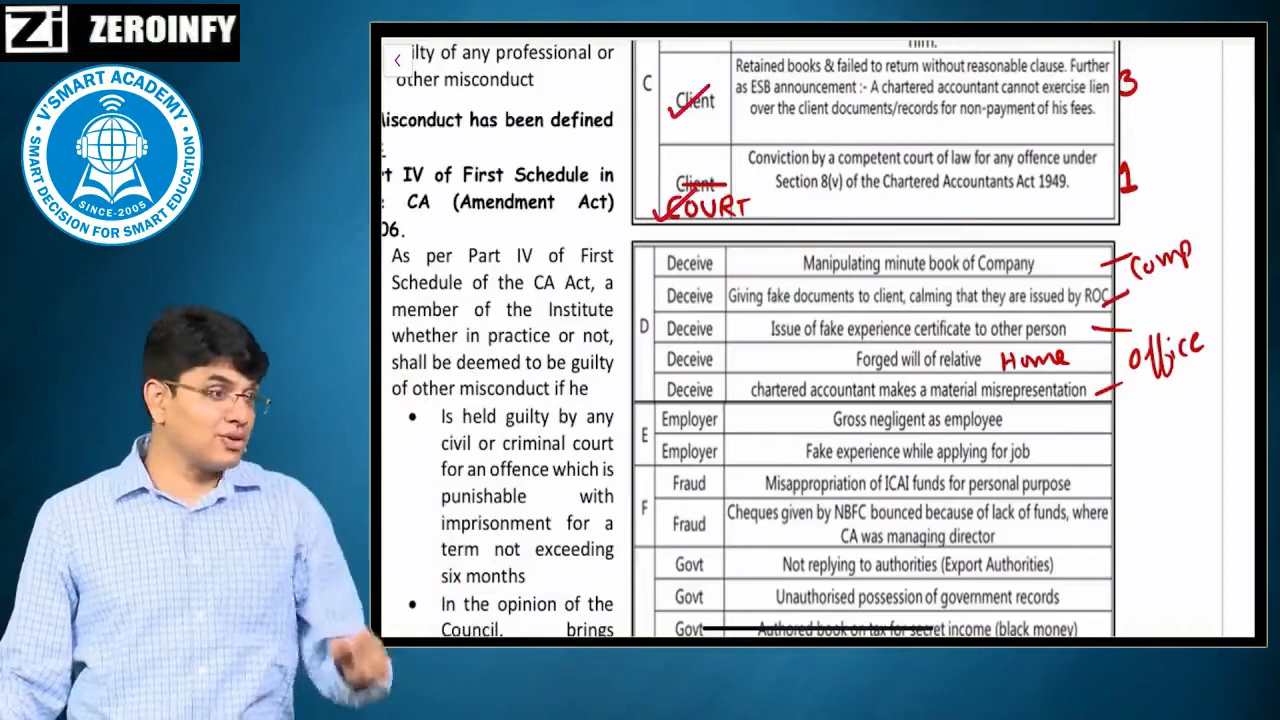 Zi ZEROINFY
V'SMART ACADEMY
SINCE-2005
SMART DECISION FOR SMART EDUCATION
ilty of any professional or
other misconduct
isconduct has been defined
t IV of First Schedule in
CA (Amendment Act)
06.
As per Part IV of First
Schedule of the CA Act, a
member of the Institute
whether in practice or not,
shall be deemed to be guilty
of other misconduct if he
• Is held guilty by any
civil or criminal court
for an offence which is
punishable with
imprisonment for a
term not exceeding
six months
• In the opinion of the
Council, brings
him.
C Client Retained books & failed to return without reasonable clause. Further
as ESB announcement :- A chartered accountant cannot exercise lien
over the client documents/records for non-payment of his fees.
3
Client Conviction by a competent court of law for any offence under
Section 8(v) of the Chartered Accountants Act 1949.
COURT
1
D
Deceive Manipulating minute book of Company
Comp
Deceive Giving fake documents to client, calming that they are issued by ROC
Deceive Issue of fake experience certificate to other person
Office
Deceive Forged will of relative Home
Deceive chartered accountant makes a material misrepresentation
E
Employer Gross negligent as employee
Employer Fake experience while applying for job
F
Fraud Misappropriation of ICAI funds for personal purpose
Fraud Cheques given by NBFC bounced because of lack of funds, where
CA was managing director
Govt Not replying to authorities (Export Authorities)
Govt Unauthorised possession of government records
Govt Authored book on tax for secret income (black money)